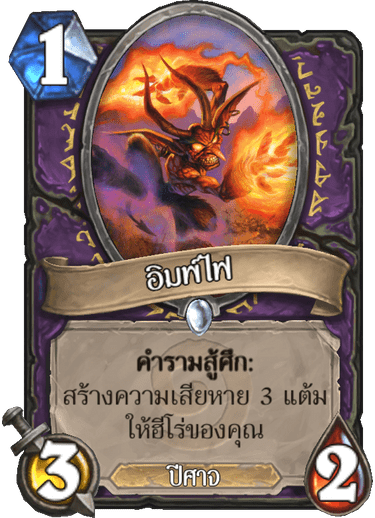 1
อิมพ์ไฟ
คำรามสู้ศึก:
สร้างความเสียหาย 3 แต้ม
ให้ฮีโร่ของคุณ
3
ปีศาจ
2